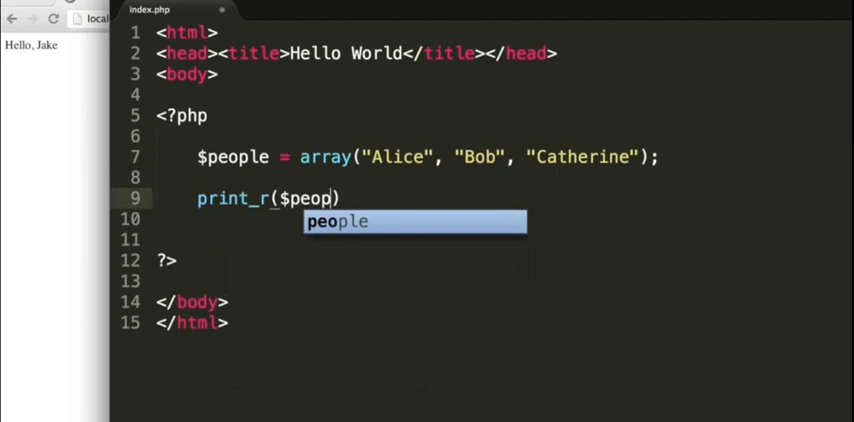 index.php
local
Hello, Jake
1 <html>
2 <head><title>Hello World</title></head>
3 <body>
4
5 <?php
6
7 $people = array("Alice", "Bob", "Catherine");
8
9 print_r($peop)
people
10
11
12 ?>
13
14 </body>
15 </html>